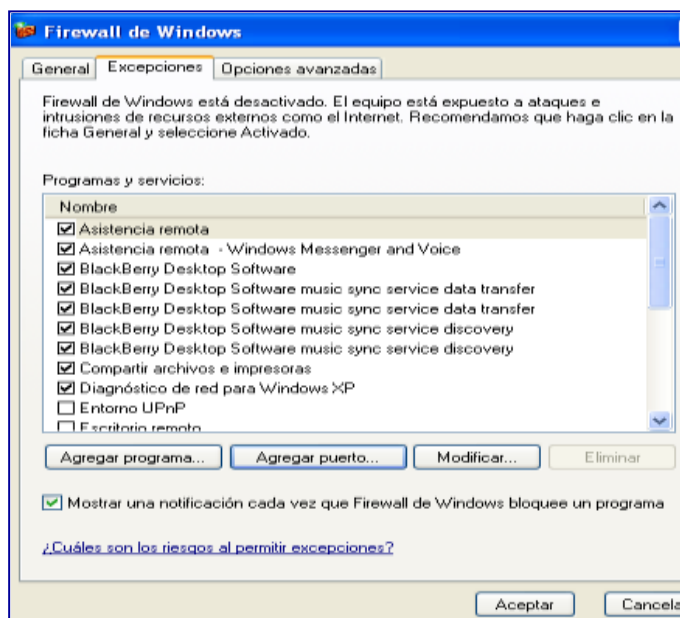 Firewall de Windows
General Excepciones Opciones avanzadas
Firewall de Windows está desactivado. El equipo está expuesto a ataques e
intrusiones de recursos externos como el Internet. Recomendamos que haga clic en la
ficha General y seleccione Activado.
Programas y servicios:
Nombre
Asistencia remota
Asistencia remota - Windows Messenger and Voice
BlackBerry Desktop Software
BlackBerry Desktop Software music sync service data transfer
BlackBerry Desktop Software music sync service data transfer
BlackBerry Desktop Software music sync service discovery
BlackBerry Desktop Software music sync service discovery
Compartir archivos e impresoras
Diagnóstico de red para Windows XP
Entorno UPnP
Escritorio remoto
Agregar programa... Agregar puerto... Modificar... Eliminar
Mostrar una notificación cada vez que Firewall de Windows bloquee un programa
¿Cuáles son los riesgos al permitir excepciones?
Aceptar Cancela